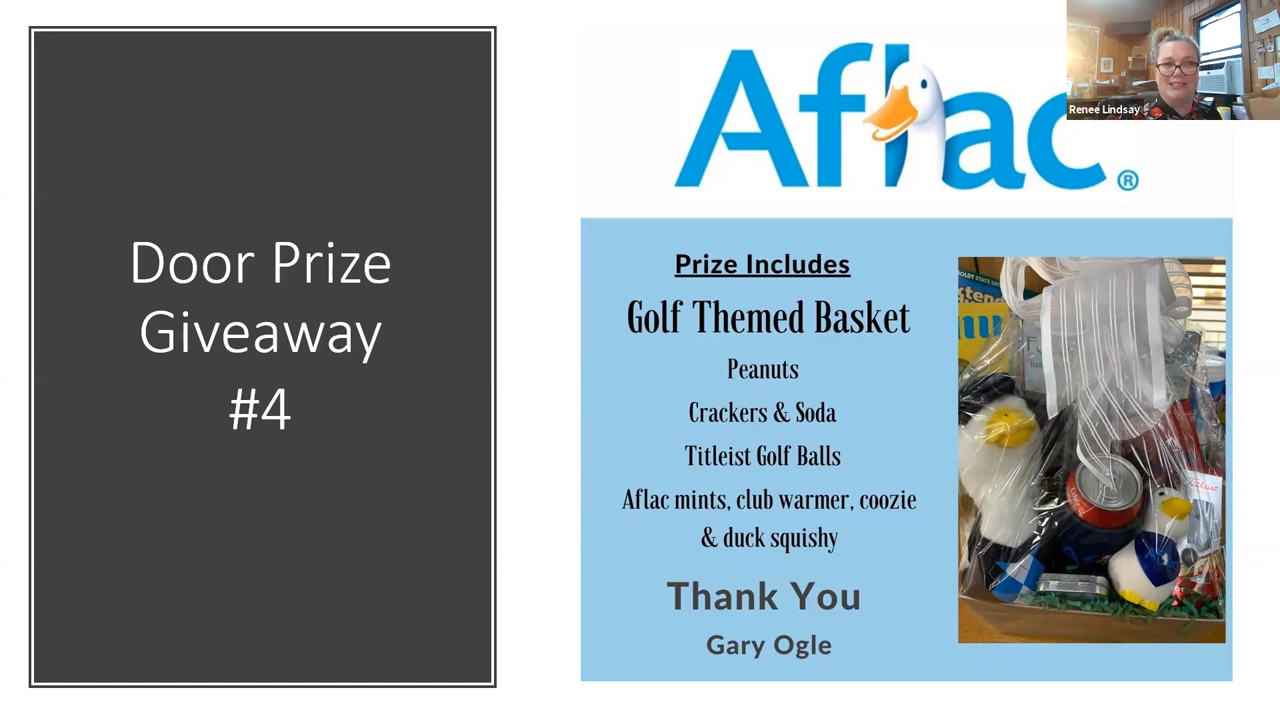 Door Prize
Giveaway
#4
Aflac®
Renee Lindsay
Prize Includes
Golf Themed Basket
Peanuts
Crackers & Soda
Titleist Golf Balls
Aflac mints, club warmer, coozie
& duck squishy
Thank You
Gary Ogle
Titleist